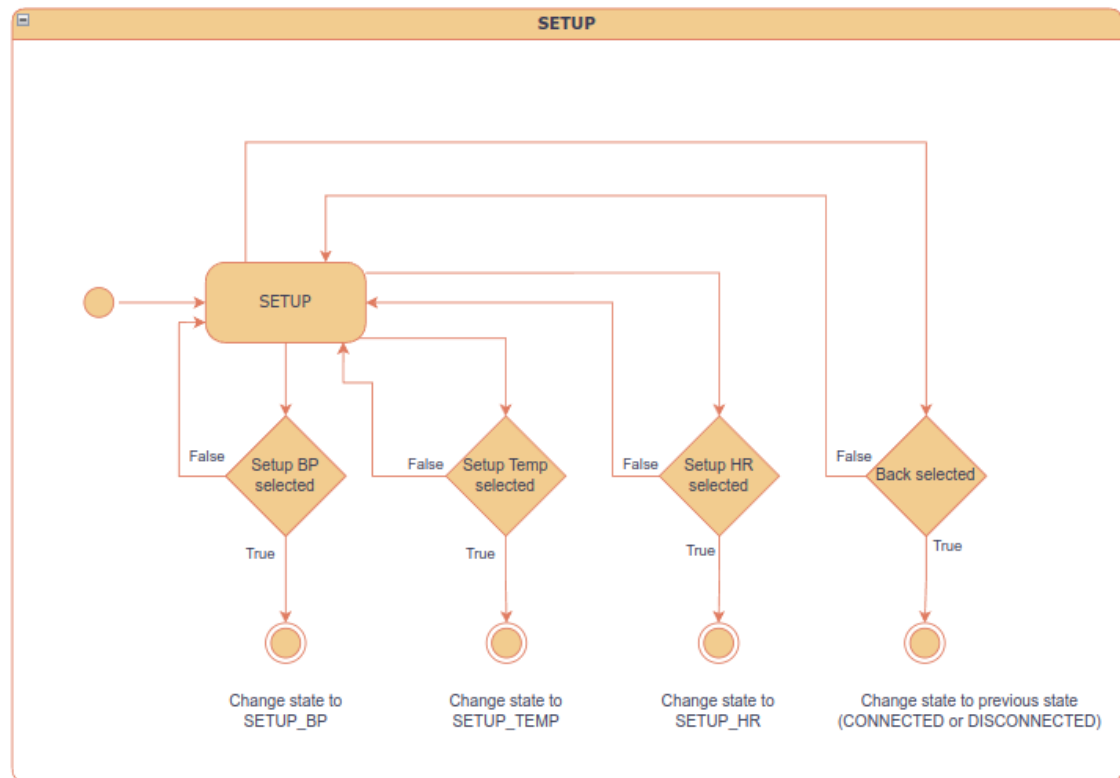 SETUP
SETUP
False
Setup BP
selected
False
Setup Temp
selected
False
Setup HR
selected
False
Back selected
True
True
True
True
Change state to
SETUP_BP
Change state to
SETUP_TEMP
Change state to
SETUP_HR
Change state to previous state
(CONNECTED or DISCONNECTED)